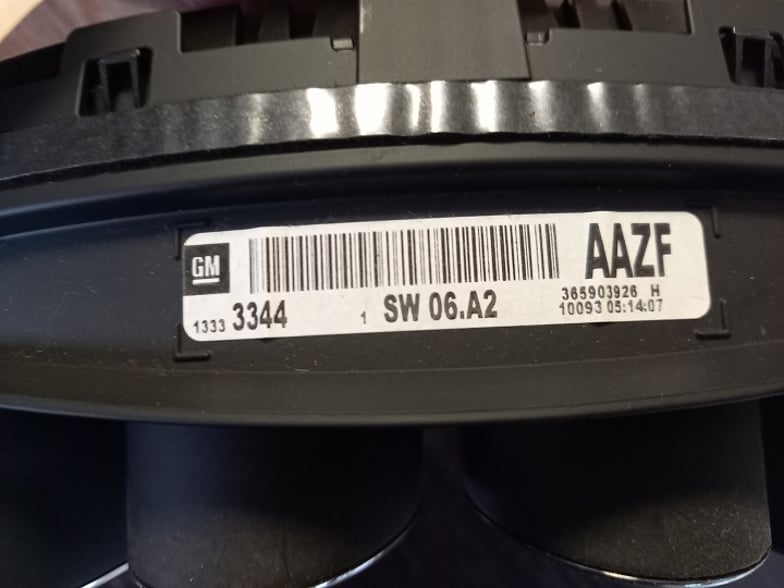 GM
AAZF
1333 3344 1 SW 06.A2
365903926 H
10093 05:14:07